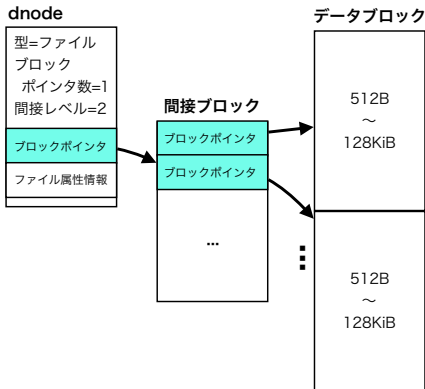 dnode
型=ファイル
ブロック
ポインタ数=1
間接レベル=2
ブロックポインタ
ファイル属性情報
間接ブロック
ブロックポインタ
ブロックポインタ
...
データブロック
512B
〜
128KiB
512B
〜
128KiB